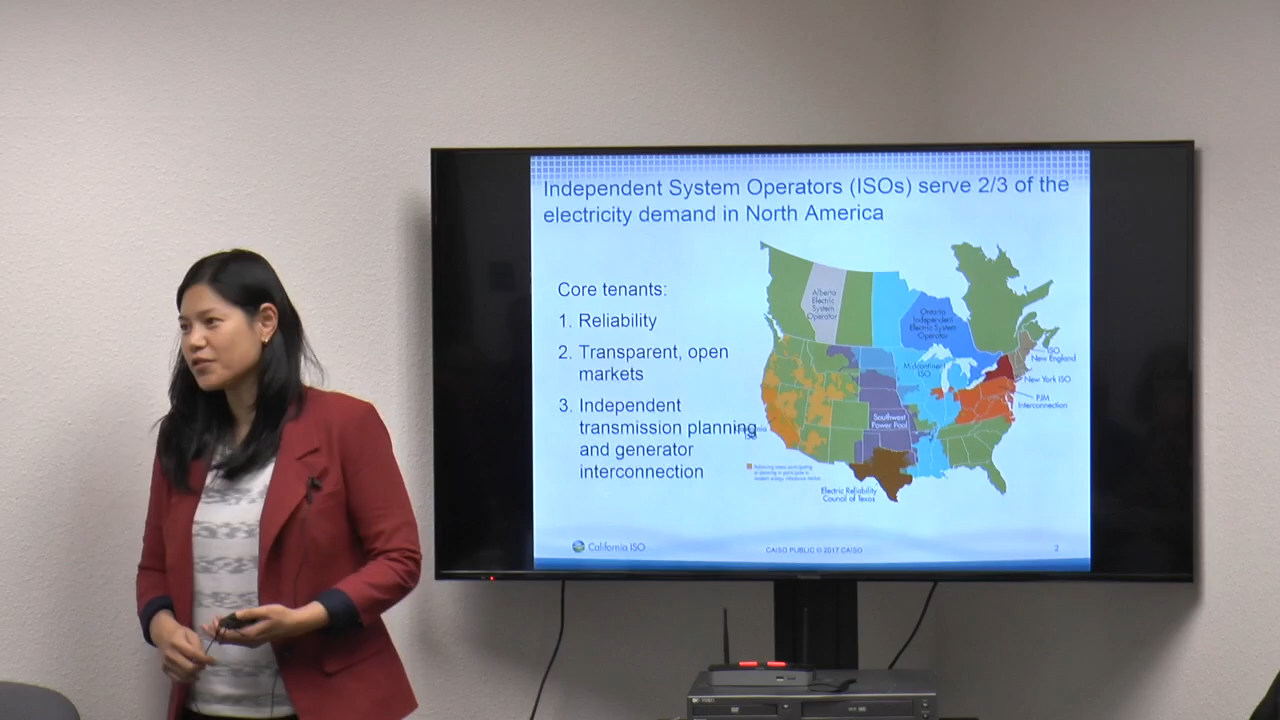 Independent System Operators (ISOs) serve 2/3 of the
electricity demand in North America
Core tenants:
1. Reliability
2. Transparent, open
markets
3. Independent
transmission planning
and generator
interconnection
Alberta
Electric
System
Operator
Ontario
Independent
Electric System
Operator
Midcontinent
ISO
ISO
New England
New York ISO
PJM
Interconnection
Southwest
Power Pool
ISO
Electric Reliability
Council of Texas
California ISO
CAISO PUBLIC © 2017 CAISO
2